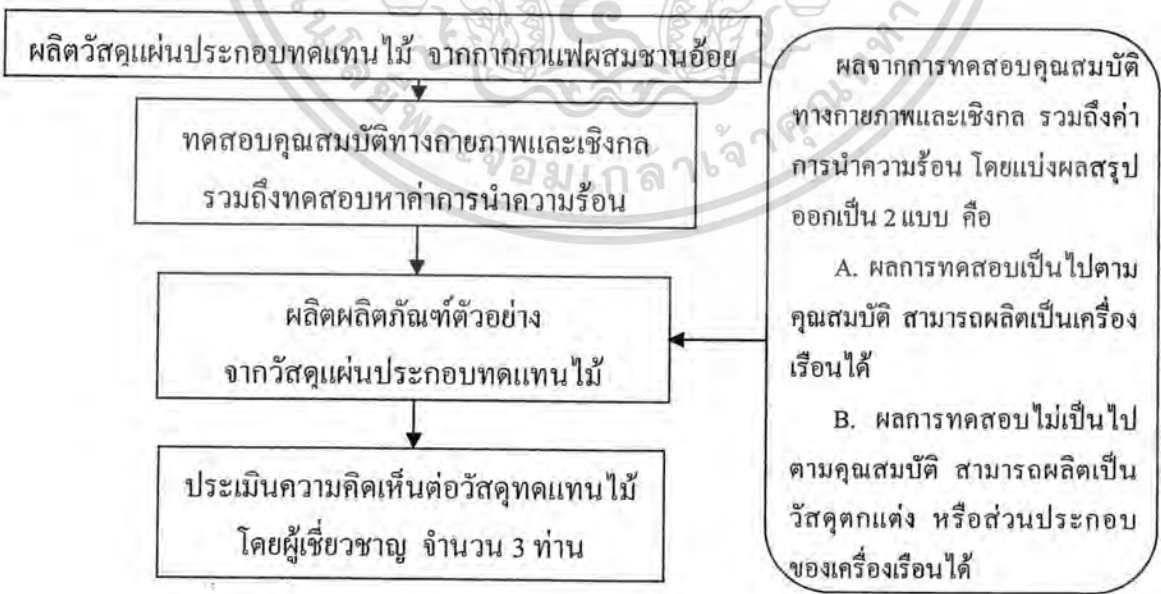 ผลิตวัสดุแผ่นประกอบทดแทนไม้ จากกากกาแฟผสมชานอ้อย
ทดสอบคุณสมบัติทางกายภาพและเชิงกล
รวมถึงทดสอบหาค่าการนำความร้อน
ผลิตผลิตภัณฑ์ตัวอย่าง
จากวัสดุแผ่นประกอบทดแทนไม้
ประเมินความคิดเห็นต่อวัสดุทดแทนไม้
โดยผู้เชี่ยวชาญ จำนวน 3 ท่าน
ผลจากการทดสอบคุณสมบัติ
ทางกายภาพและเชิงกล รวมถึงค่า
การนำความร้อน โดยแบ่งผลสรุป
ออกเป็น 2 แบบ คือ
A. ผลการทดสอบเป็นไปตาม
คุณสมบัติ สามารถผลิตเป็นเครื่อง
เรือนได้
B. ผลการทดสอบไม่เป็นไป
ตามคุณสมบัติ สามารถผลิตเป็น
วัสดุตกแต่ง หรือส่วนประกอบ
ของเครื่องเรือนได้
พระจอมเกล้าเจ้าคุณทหา